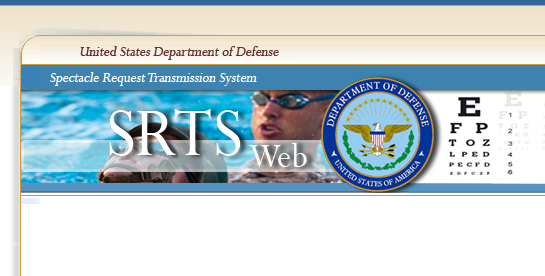 United States Department of Defense
Spectacle Request Transmission System
SRTS
Web
DEPARTMENT OF DEFENSE
UNITED STATES OF AMERICA
E
F P
T O Z
L P E D
P E C F D
E D F C Z P
1
2
3
4
5
6